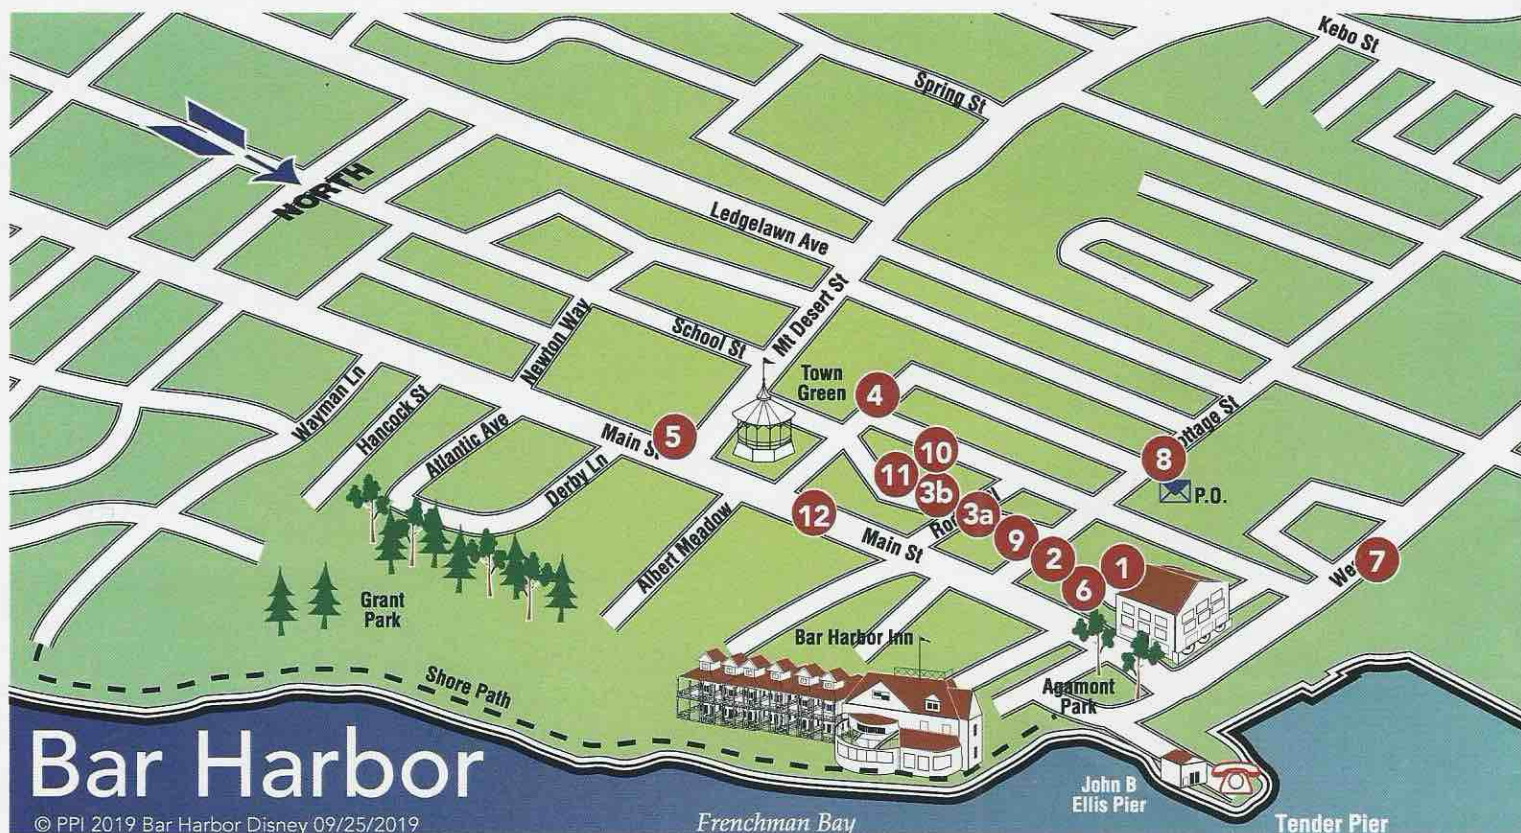 Kebo St
Spring St
NORTH
Ledgelawn Ave
Mt Desert St
Newton Way
School St
Town
Green
4
Wayman Ln
Hancock St
Atlantic Ave
Main St
5
Derby Ln
10
11
3b
3a
8
P.O.
12
Albert Meadow
Main St
9
2
1
6
7
Grant
Park
Bar Harbor Inn
Shore Path
Agamont
Park
Bar Harbor
John B
Ellis Pier
© PPI 2019 Bar Harbor Disney 09/25/2019
Frenchman Bay
Tender Pier